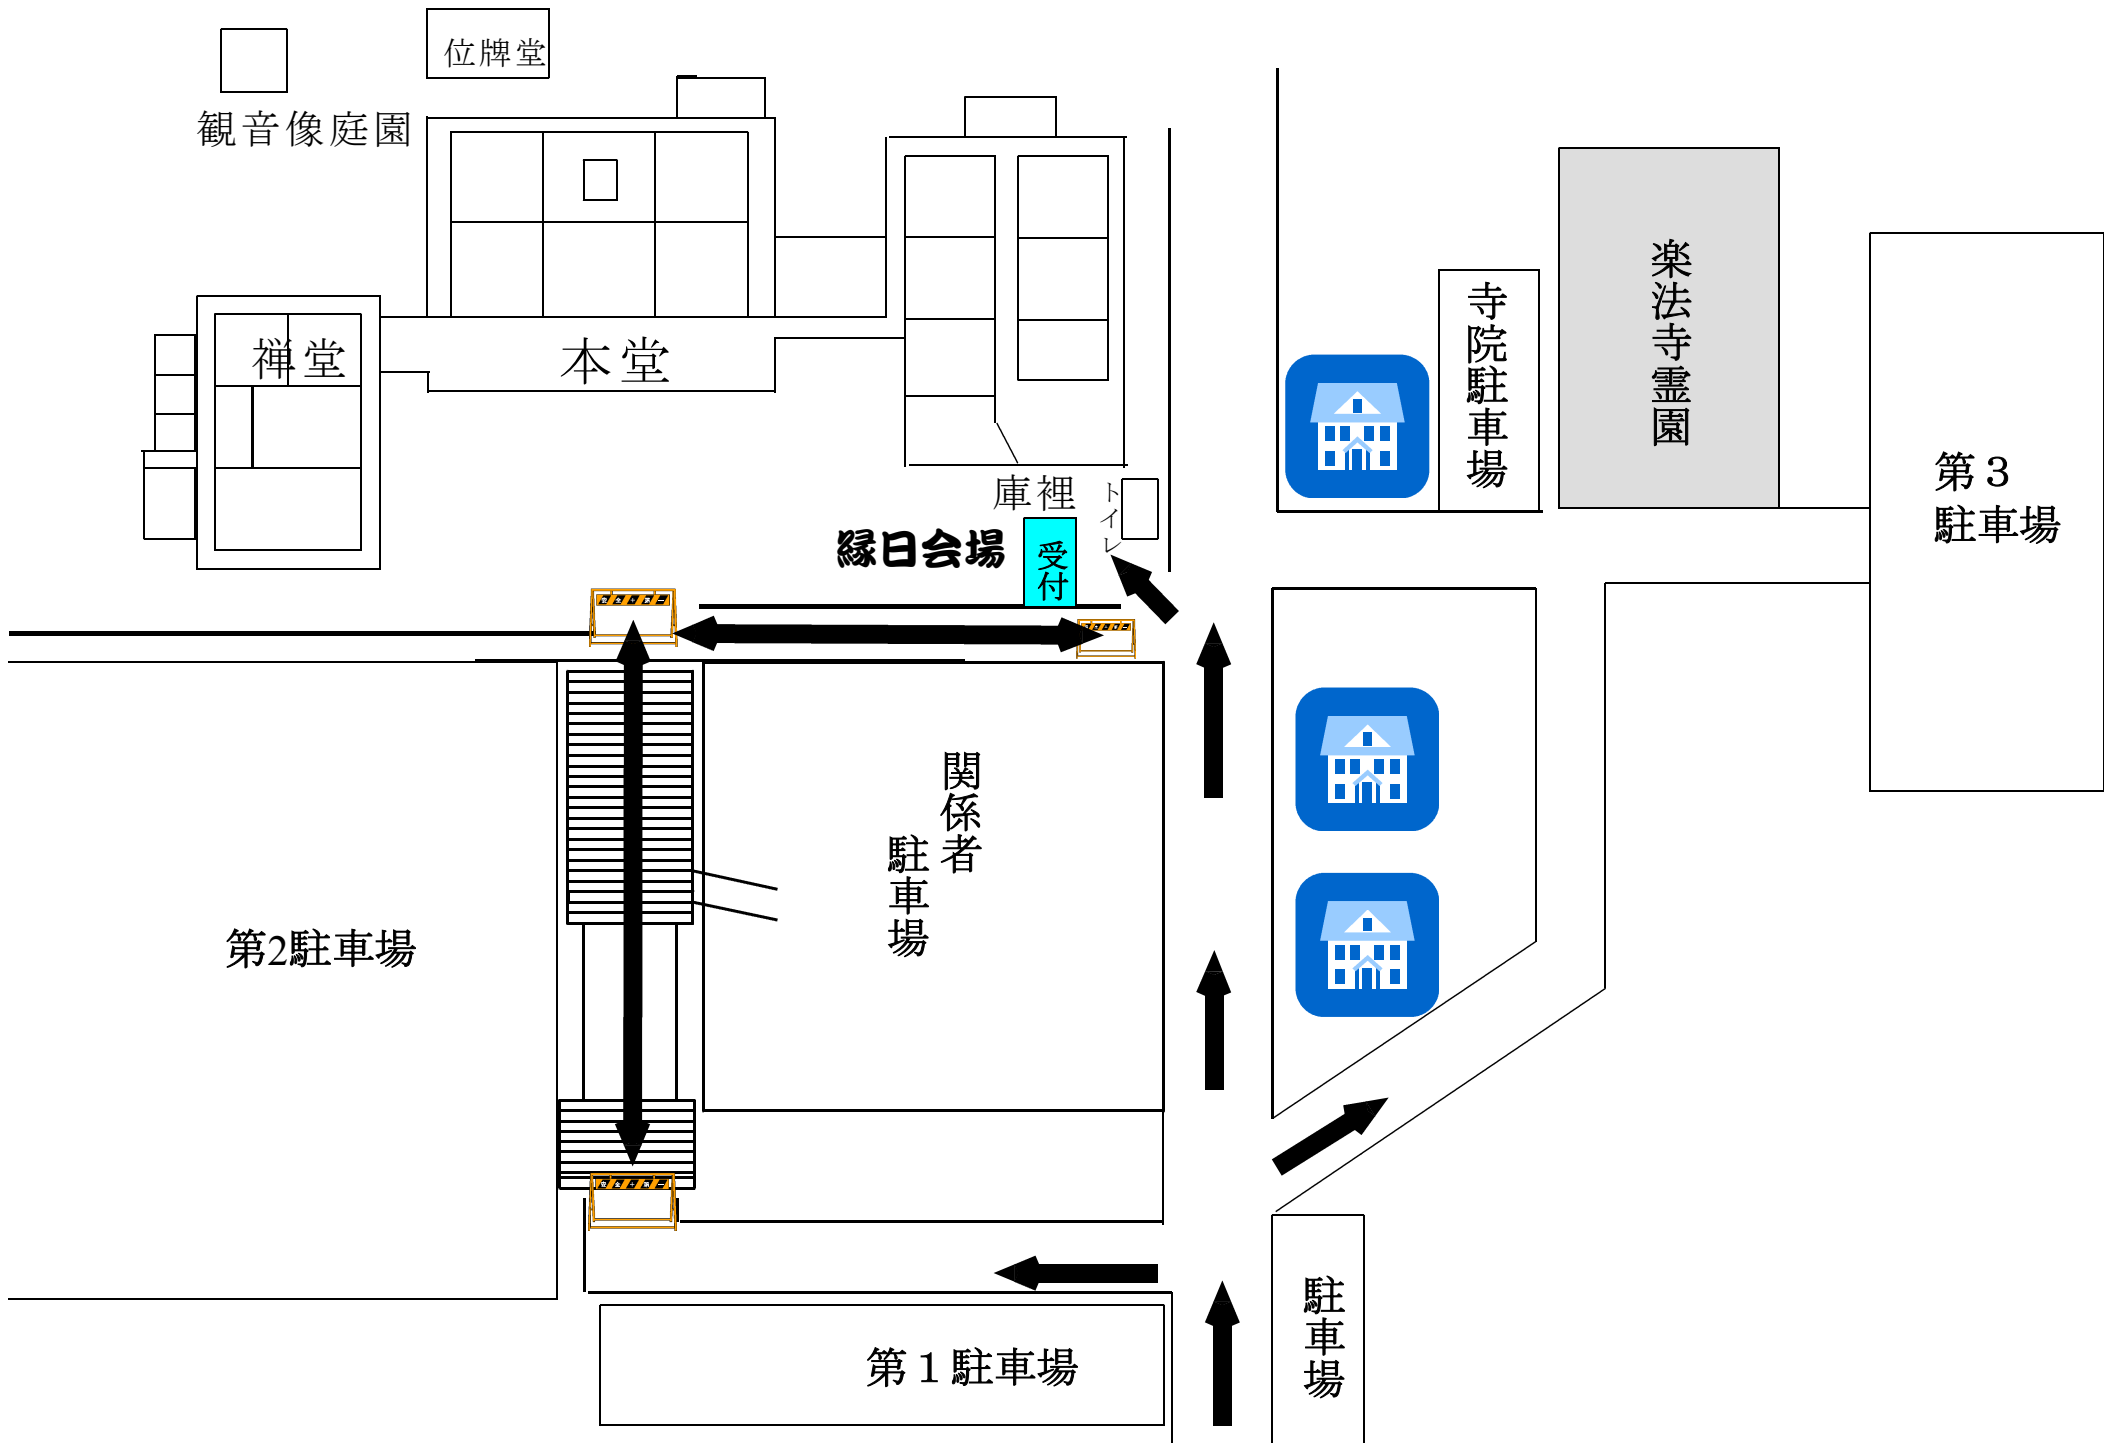 位牌堂
観音像庭園
禅堂
本堂
庫裡
トイレ
縁日会場
受付
寺院駐車場
楽法寺霊園
第３
駐車場
関係者
駐車場
第2駐車場
第１駐車場
駐車場